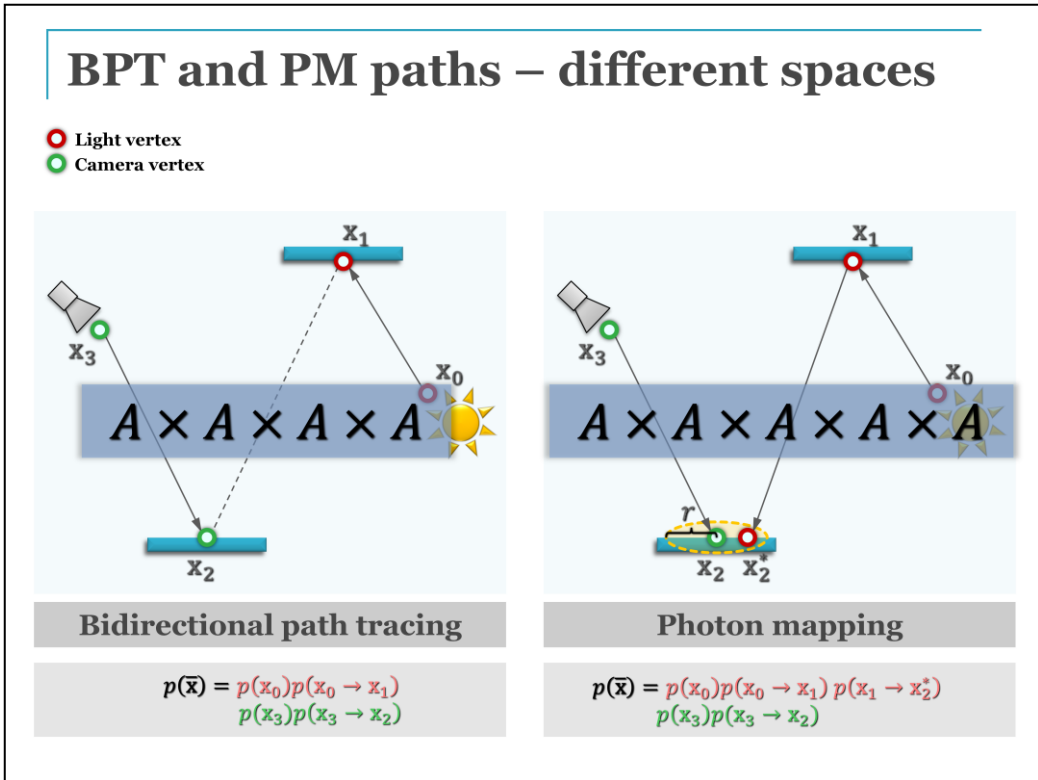 BPT and PM paths – different spaces
Light vertex
Camera vertex
x₁
x₃
x₀
A × A × A × A
x₂
Bidirectional path tracing
p(x̅) = p(x₀)p(x₀ → x₁)
p(x₃)p(x₃ → x₂)
x₁
x₃
x₀
A × A × A × A × A
r
x₂ x₂*
Photon mapping
p(x̅) = p(x₀)p(x₀ → x₁) p(x₁ → x₂*)
p(x₃)p(x₃ → x₂)